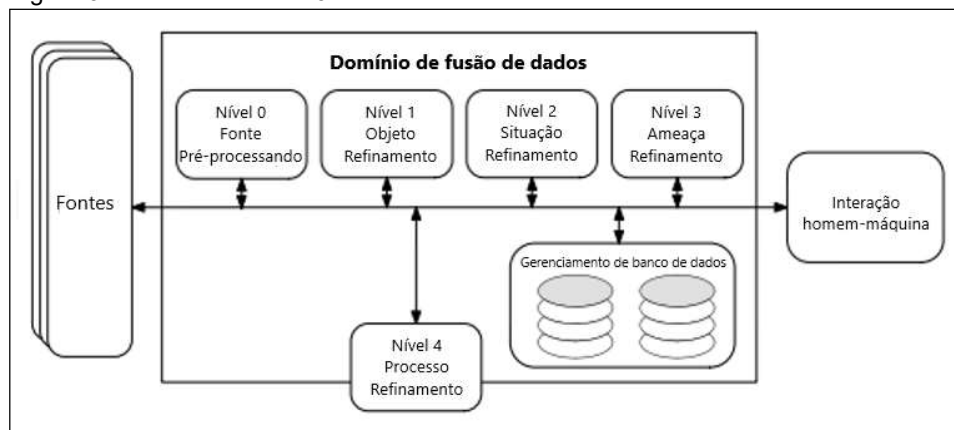 Domínio de fusão de dados
Nível 0
Fonte
Pré-processando
Nível 1
Objeto
Refinamento
Nível 2
Situação
Refinamento
Nível 3
Ameaça
Refinamento
Fontes
Interação
homem-máquina
Gerenciamento de banco de dados
Nível 4
Processo
Refinamento